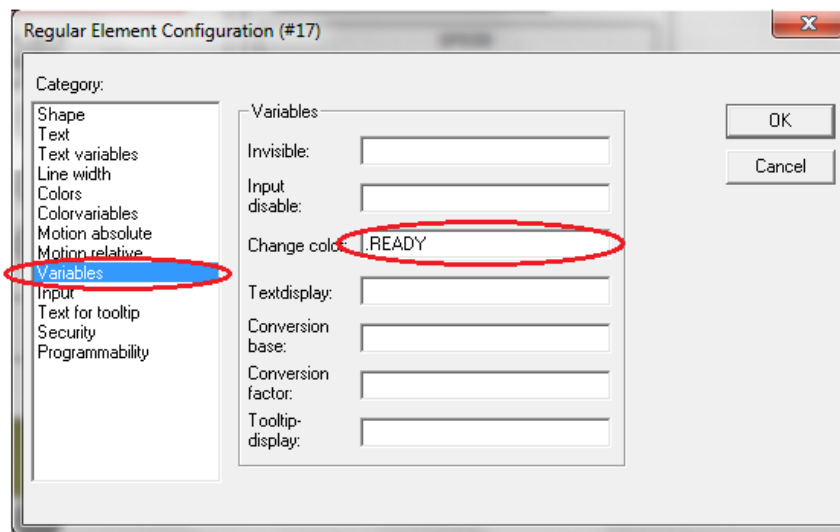 Regular Element Configuration (#17)
Category:
Shape
Text
Text variables
Line width
Colors
Colorvariables
Motion absolute
Motion relative
Variables
Input
Text for tooltip
Security
Programmability
Variables
Invisible:
Input
disable:
Change color:
.READY
Textdisplay:
Conversion
base:
Conversion
factor:
Tooltip-
display:
OK
Cancel